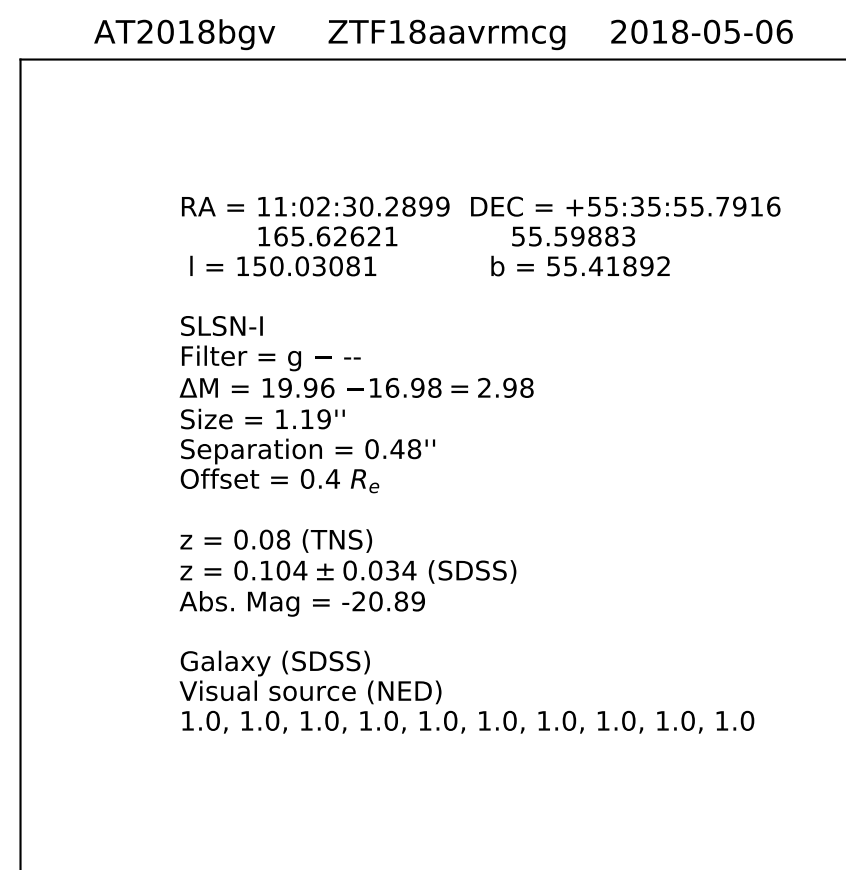 AT2018bgv ZTF18aavrmcg 2018-05-06
RA = 11:02:30.2899 DEC = +55:35:55.7916
165.62621 55.59883
l = 150.03081 b = 55.41892
SLSN-I
Filter = g − --
ΔM = 19.96 −16.98 = 2.98
Size = 1.19''
Separation = 0.48''
Offset = 0.4 Re
z = 0.08 (TNS)
z = 0.104 ± 0.034 (SDSS)
Abs. Mag = -20.89
Galaxy (SDSS)
Visual source (NED)
1.0, 1.0, 1.0, 1.0, 1.0, 1.0, 1.0, 1.0, 1.0, 1.0